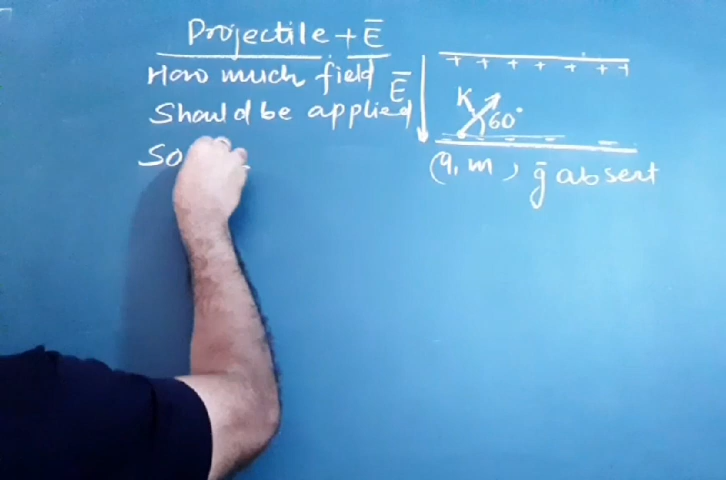 Projectile + E̅
How much field E̅
Should be applied
So
+ + + + + + +
K 60°
- - - -
(q, m, ) g̅ absent